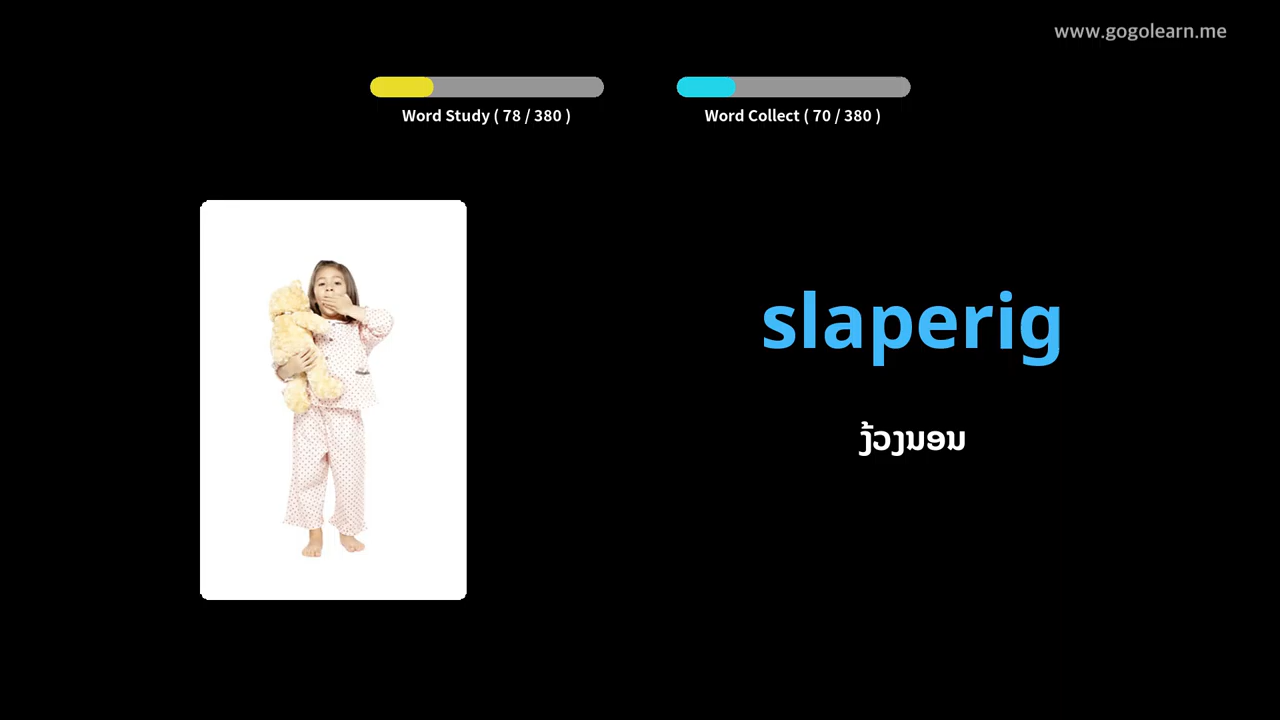 www.gogolearn.me
Word Study ( 78 / 380 )
Word Collect ( 70 / 380 )
slaperig
ງ້ວງນອນ